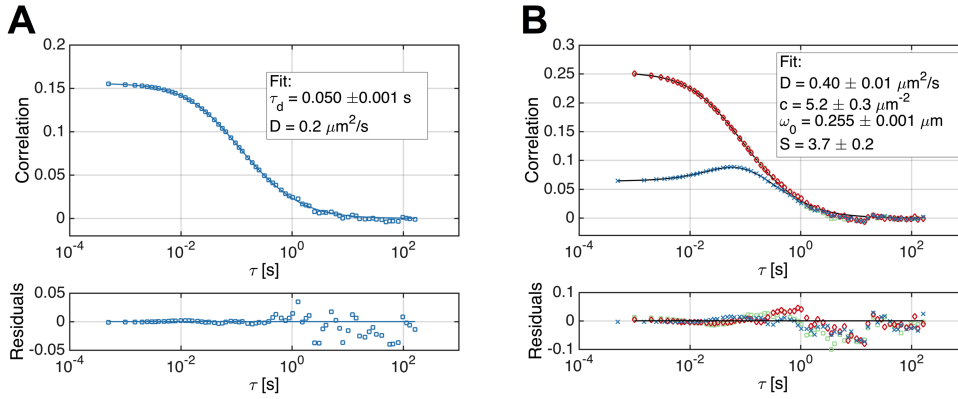 A
B
Correlation
0.15
0.1
0.05
0
10⁻⁴
10⁻²
10⁰
10²
τ [s]
Fit:
τ_d = 0.050 ±0.001 s
D = 0.2 μm²/s
Residuals
0.05
0
-0.05
10⁻⁴
10⁻²
10⁰
10²
τ [s]
Correlation
0.3
0.25
0.2
0.15
0.1
0.05
0
10⁻⁴
10⁻²
10⁰
10²
τ [s]
Fit:
D = 0.40 ± 0.01 μm²/s
c = 5.2 ± 0.3 μm⁻²
ω₀ = 0.255 ± 0.001 μm
S = 3.7 ± 0.2
Residuals
0.1
0
-0.1
10⁻⁴
10⁻²
10⁰
10²
τ [s]